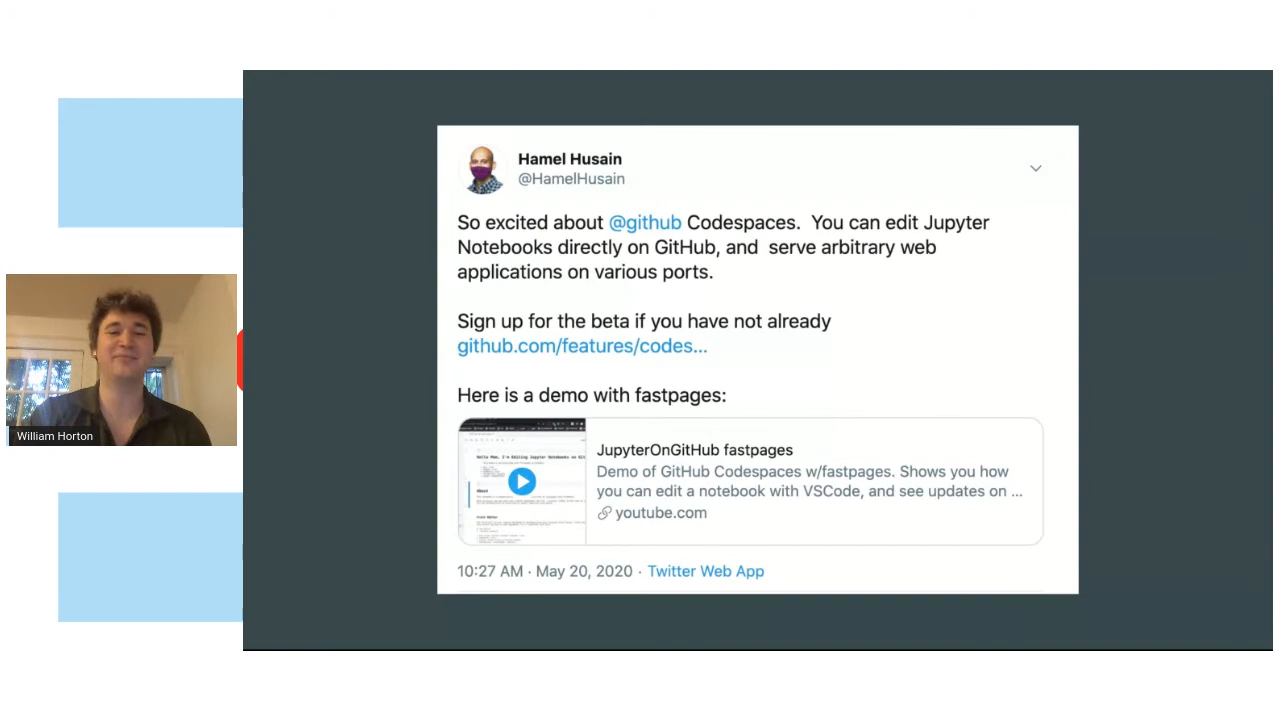 Hamel Husain
@HamelHusain
So excited about @github Codespaces. You can edit Jupyter
Notebooks directly on GitHub, and serve arbitrary web
applications on various ports.
Sign up for the beta if you have not already
github.com/features/codes...
Here is a demo with fastpages:
JupyterOnGitHub fastpages
Demo of GitHub Codespaces w/fastpages. Shows you how
you can edit a notebook with VSCode, and see updates on ...
youtube.com
10:27 AM · May 20, 2020 · Twitter Web App
William Horton